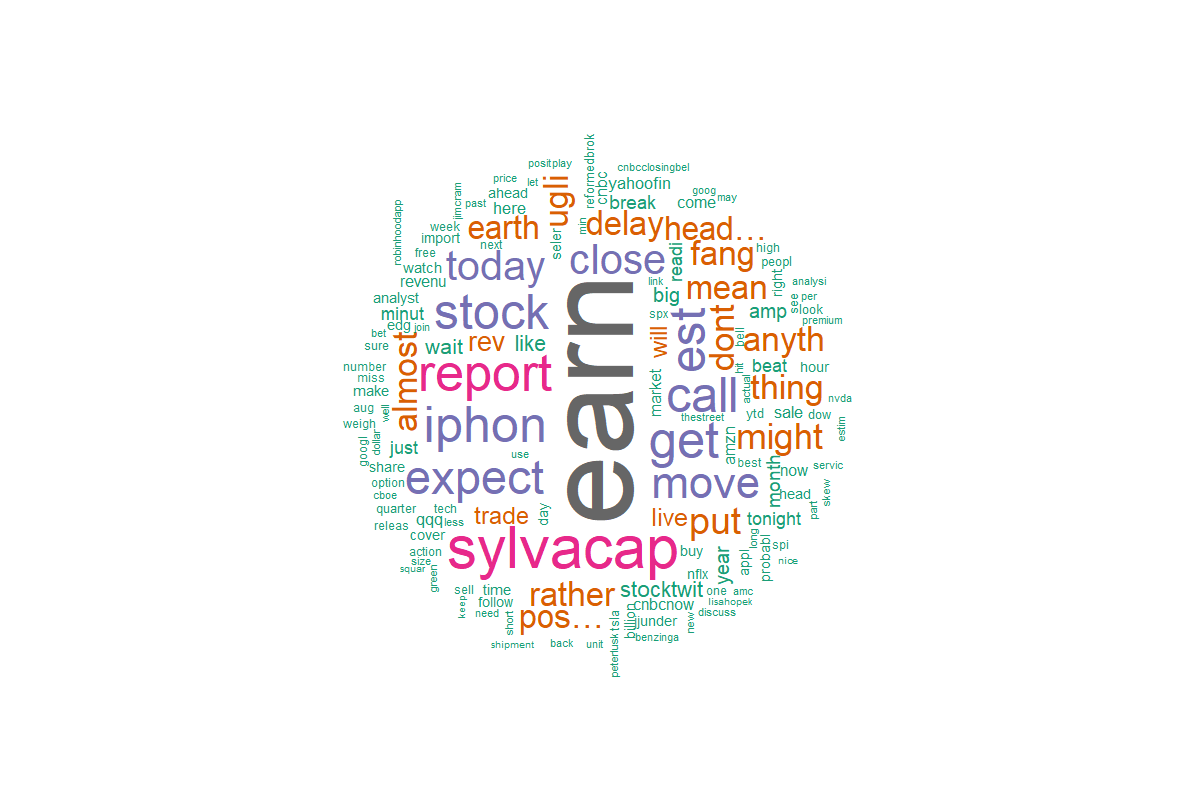 positplay
reformedbrok
cnbcclosingbel
price
let
ugli
cnbc
yahoofin
goog
may
jimcram
ahead
past
here
min
break
come
robinhoodapp
week
import
earth
next
seler
delay
head…
free
watch
revenu
today
close
readi
fang
high
peopl
right
analysi
link
analyst
minut
edg
join
stock
earn
big
mean
see
per
look
premium
spx
est
dont
amp
bet
sure
almost
wait
rev
like
will
bell
anyth
number
miss
make
report
market
hit
actual
beat
hour
call
thing
nvda
aug
well
weigh
iphon
thestreet
ytd
sale
dow
estim
googl
dollar
just
use
get
amzn
might
share
option
cboe
expect
move
best
month
now
head
servic
skew
part
quarter
tech
releas
qqq
less
trade
day
live
put
tonight
cover
action
size
squar
green
sylvacap
buy
nflx
year
appl
long
probabl
spi
nice
sell
time
keep
follow
need
short
rather
stocktwit
one
amc
lisahopek
cnbcnow
discuss
pos…
tsla
billion
jjunder
new
benzinga
shipment
back
unit
peterlusk